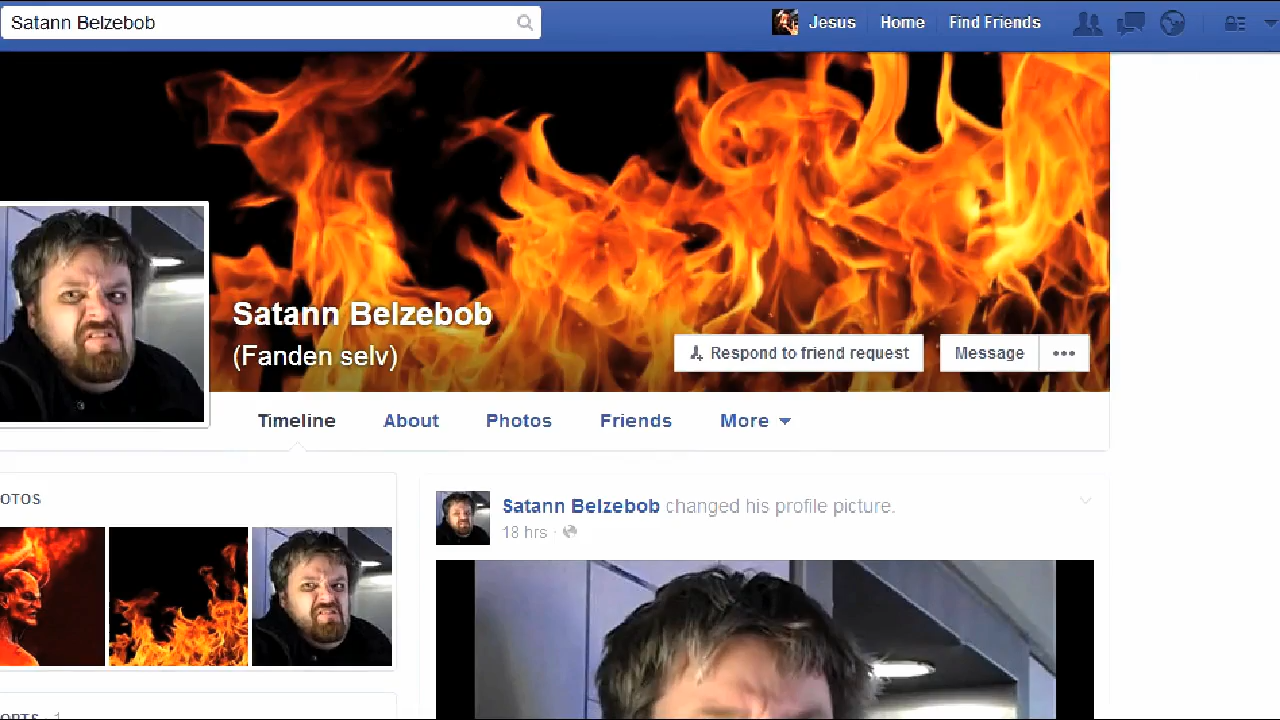 Satann Belzebob
Jesus Home Find Friends
Satann Belzebob
(Fanden selv)
Respond to friend request Message
Timeline About Photos Friends More
OTOS
Satann Belzebob changed his profile picture.
18 hrs